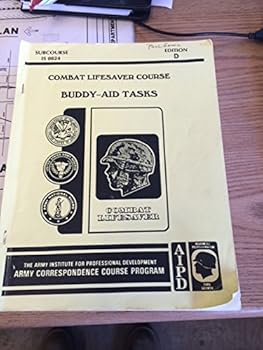 SUBCOURSE
IS 0824
EDITION
D
COMBAT LIFESAVER COURSE
BUDDY-AID TASKS
COMBAT
LIFESAVER
THE ARMY INSTITUTE FOR PROFESSIONAL DEVELOPMENT
ARMY CORRESPONDENCE COURSE PROGRAM
AIPD
PLAN